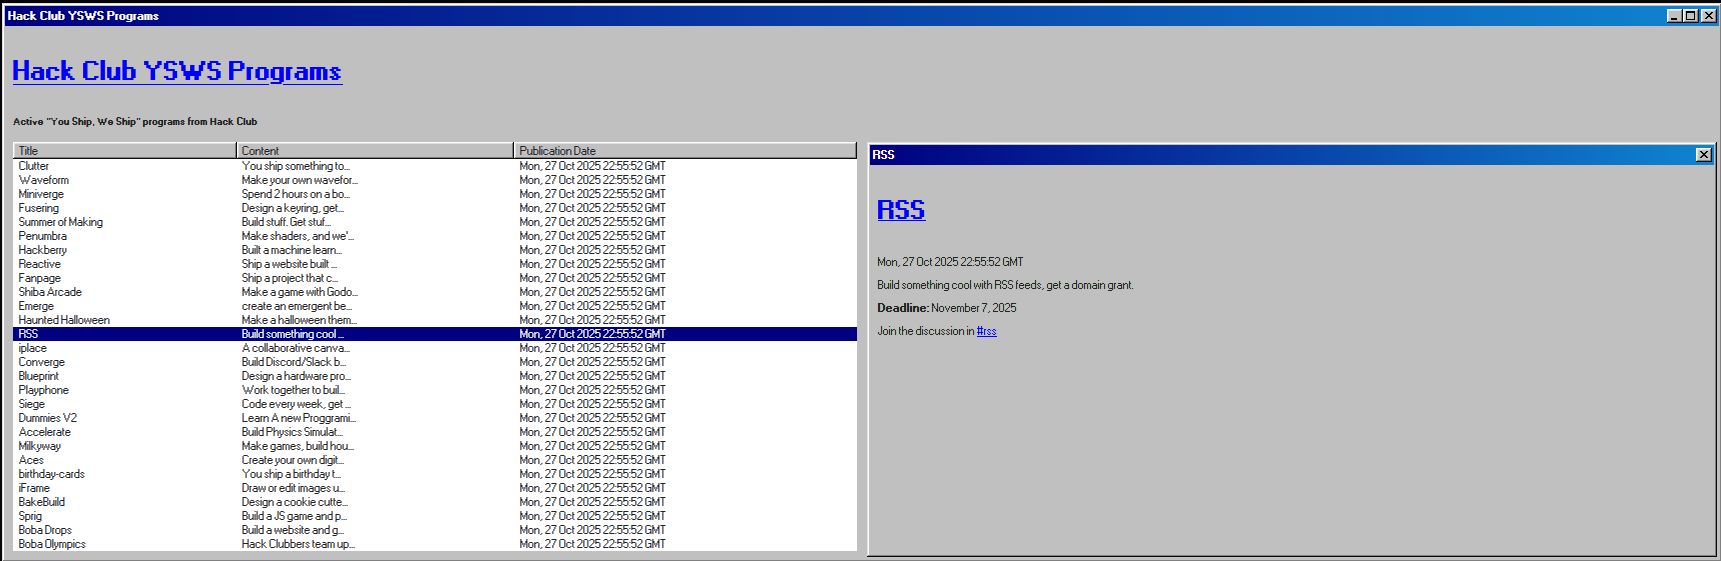 Hack Club YSWS Programs
Hack Club YSWS Programs
Active "You Ship, We Ship" programs from Hack Club
Title Content Publication Date
Clutter You ship something to... Mon, 27 Oct 2025 22:55:52 GMT
Waveform Make your own wavefor... Mon, 27 Oct 2025 22:55:52 GMT
Miniverge Spend 2 hours on a bo... Mon, 27 Oct 2025 22:55:52 GMT
Fusering Design a keyring, get... Mon, 27 Oct 2025 22:55:52 GMT
Summer of Making Build stuff. Get stuf... Mon, 27 Oct 2025 22:55:52 GMT
Penumbra Make shaders, and we'... Mon, 27 Oct 2025 22:55:52 GMT
Hackberry Built a machine learn... Mon, 27 Oct 2025 22:55:52 GMT
Reactive Ship a website built ... Mon, 27 Oct 2025 22:55:52 GMT
Fanpage Ship a project that c... Mon, 27 Oct 2025 22:55:52 GMT
Shiba Arcade Make a game with Godo... Mon, 27 Oct 2025 22:55:52 GMT
Emerge create an emergent be... Mon, 27 Oct 2025 22:55:52 GMT
Haunted Halloween Make a halloween them... Mon, 27 Oct 2025 22:55:52 GMT
RSS Build something cool ... Mon, 27 Oct 2025 22:55:52 GMT
iplace A collaborative canva... Mon, 27 Oct 2025 22:55:52 GMT
Converge Build Discord/Slack b... Mon, 27 Oct 2025 22:55:52 GMT
Blueprint Design a hardware pro... Mon, 27 Oct 2025 22:55:52 GMT
Playphone Work together to buil... Mon, 27 Oct 2025 22:55:52 GMT
Siege Code every week, get ... Mon, 27 Oct 2025 22:55:52 GMT
Dummies V2 Learn A new Proggrami... Mon, 27 Oct 2025 22:55:52 GMT
Accelerate Build Physics Simulat... Mon, 27 Oct 2025 22:55:52 GMT
Milkyway Make games, build hou... Mon, 27 Oct 2025 22:55:52 GMT
Aces Create your own digit... Mon, 27 Oct 2025 22:55:52 GMT
birthday-cards You ship a birthday t... Mon, 27 Oct 2025 22:55:52 GMT
iFrame Draw or edit images u... Mon, 27 Oct 2025 22:55:52 GMT
BakeBuild Design a cookie cutte... Mon, 27 Oct 2025 22:55:52 GMT
Sprig Build a JS game and p... Mon, 27 Oct 2025 22:55:52 GMT
Boba Drops Build a website and g... Mon, 27 Oct 2025 22:55:52 GMT
Boba Olympics Hack Clubbers team up... Mon, 27 Oct 2025 22:55:52 GMT
RSS
RSS
Mon, 27 Oct 2025 22:55:52 GMT
Build something cool with RSS feeds, get a domain grant.
Deadline: November 7, 2025
Join the discussion in #rss